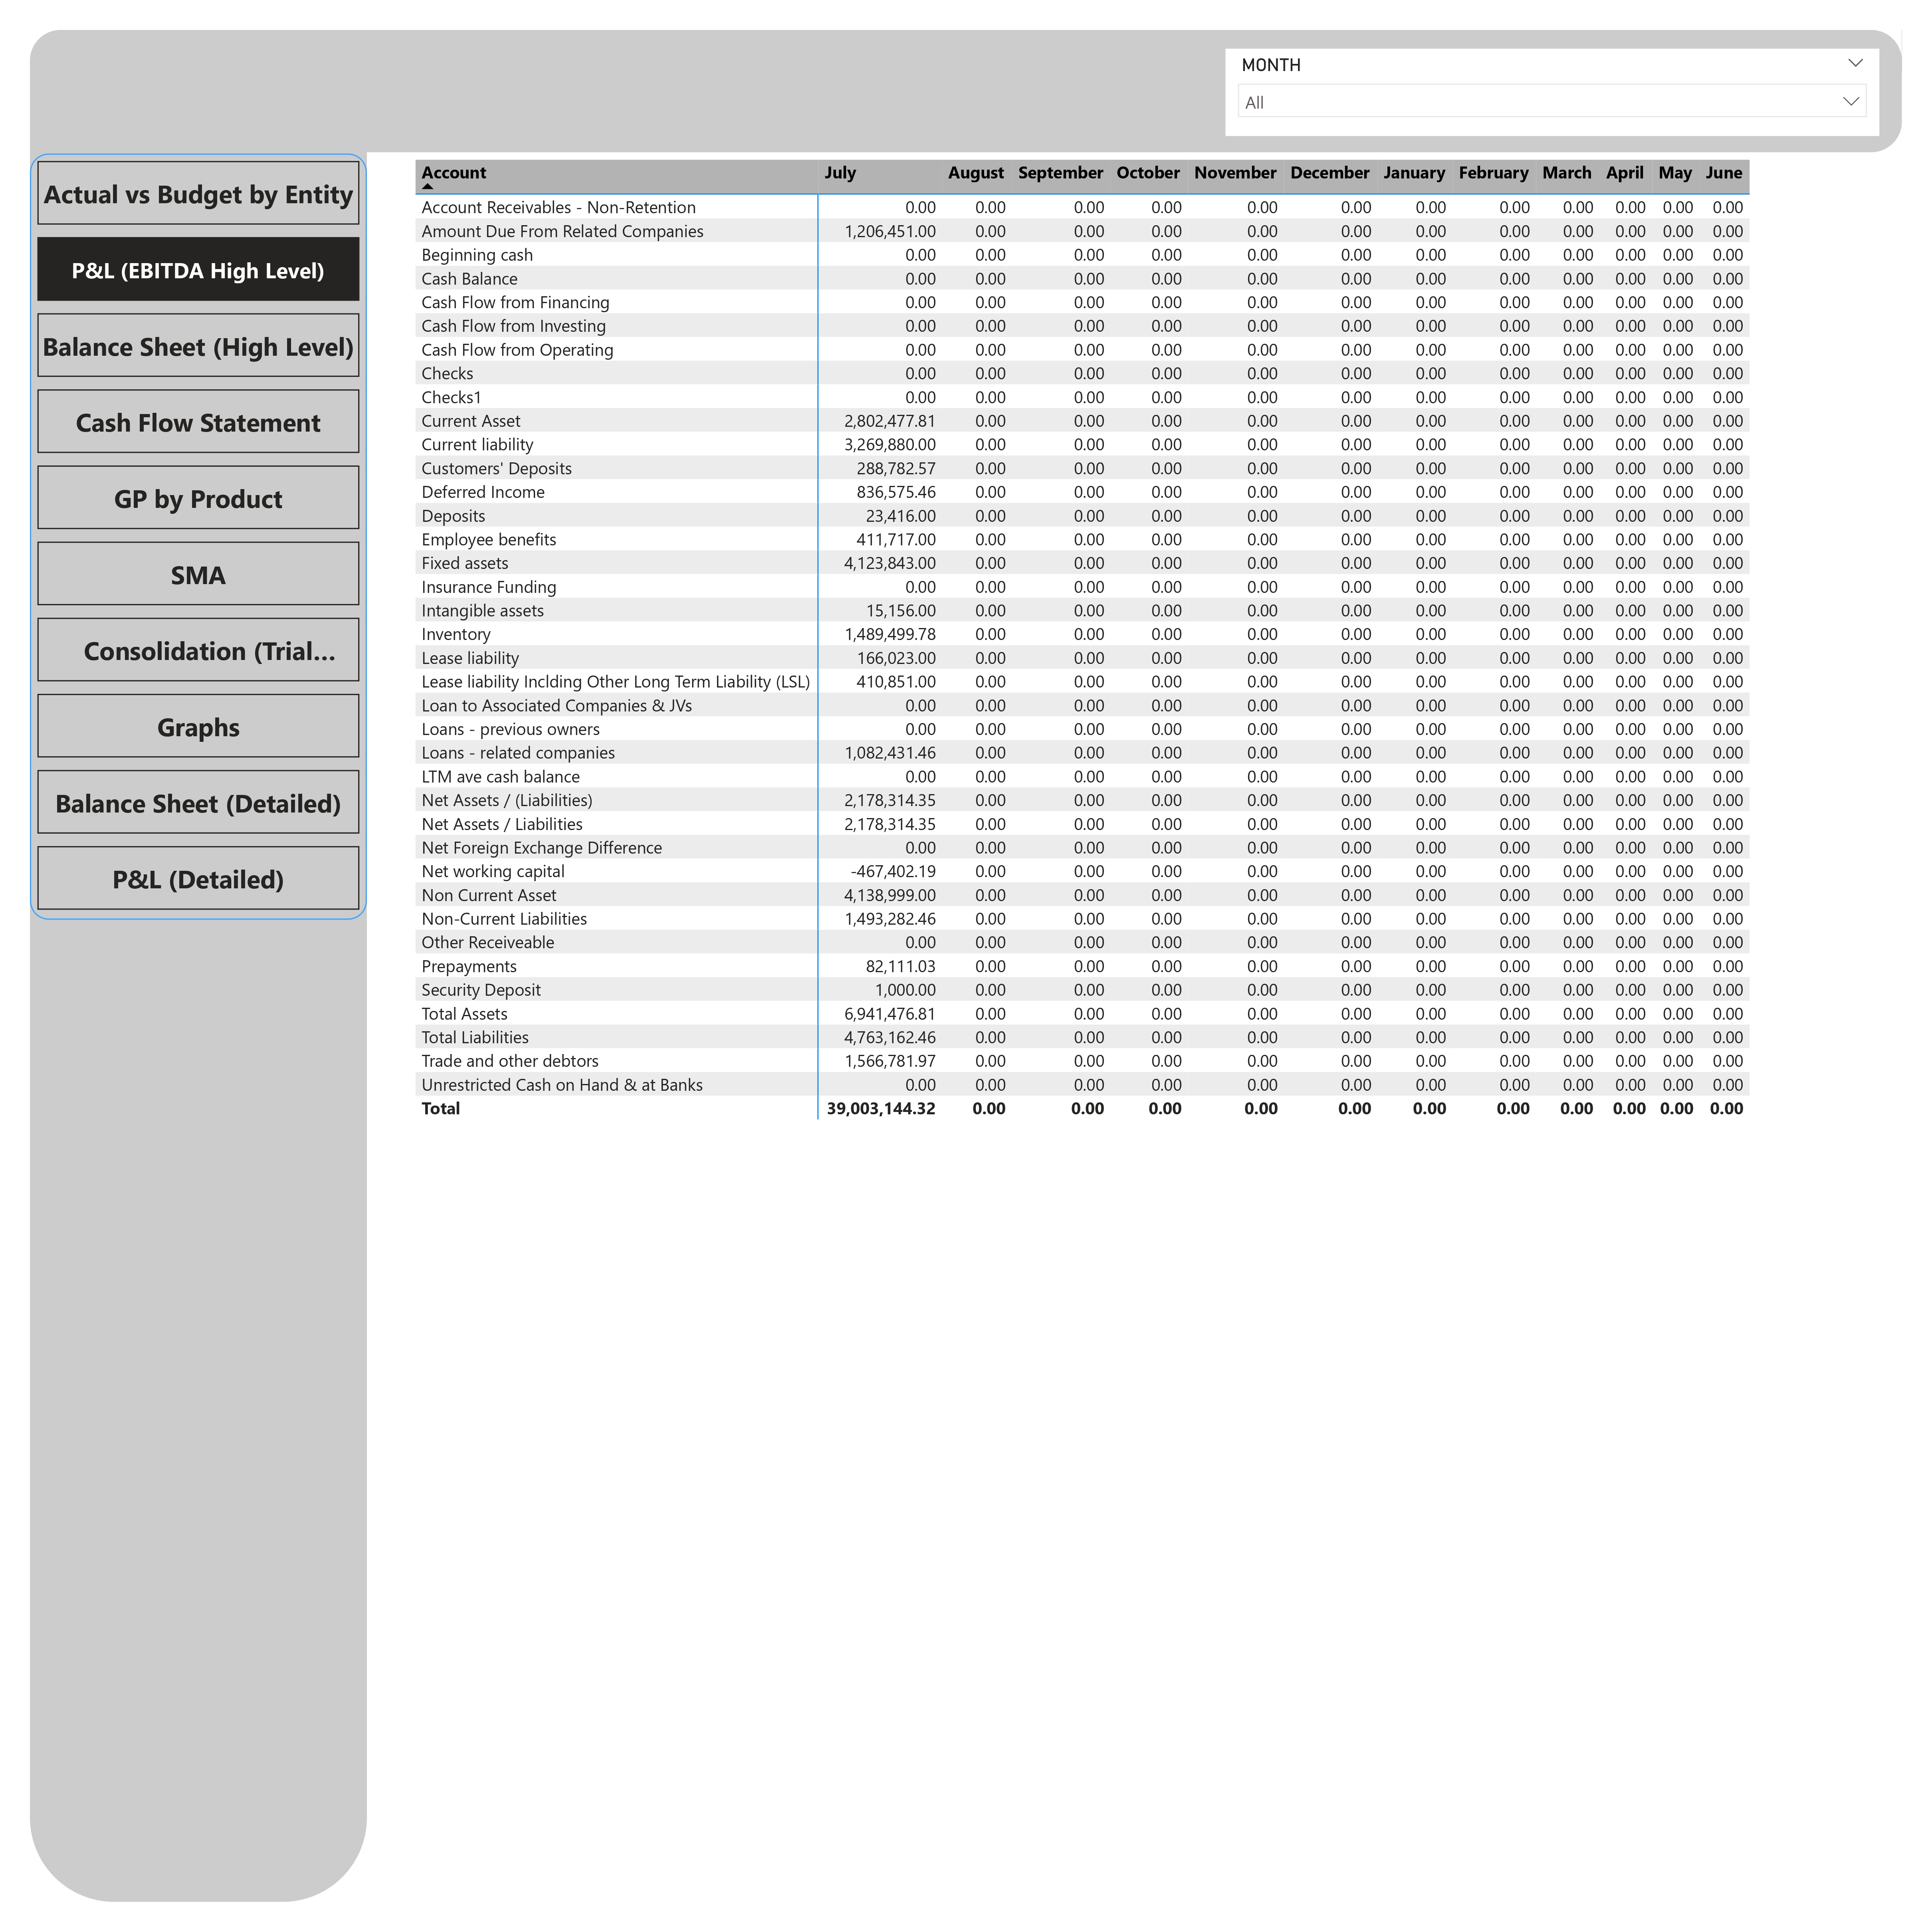 MONTH
All
Actual vs Budget by Entity
P&L (EBITDA High Level)
Balance Sheet (High Level)
Cash Flow Statement
GP by Product
SMA
Consolidation (Trial...
Graphs
Balance Sheet (Detailed)
P&L (Detailed)
Account July August September October November December January February March April May June
Account Receivables - Non-Retention 0.00 0.00 0.00 0.00 0.00 0.00 0.00 0.00 0.00 0.00 0.00 0.00
Amount Due From Related Companies 1,206,451.00 0.00 0.00 0.00 0.00 0.00 0.00 0.00 0.00 0.00 0.00 0.00
Beginning cash 0.00 0.00 0.00 0.00 0.00 0.00 0.00 0.00 0.00 0.00 0.00 0.00
Cash Balance 0.00 0.00 0.00 0.00 0.00 0.00 0.00 0.00 0.00 0.00 0.00 0.00
Cash Flow from Financing 0.00 0.00 0.00 0.00 0.00 0.00 0.00 0.00 0.00 0.00 0.00 0.00
Cash Flow from Investing 0.00 0.00 0.00 0.00 0.00 0.00 0.00 0.00 0.00 0.00 0.00 0.00
Cash Flow from Operating 0.00 0.00 0.00 0.00 0.00 0.00 0.00 0.00 0.00 0.00 0.00 0.00
Checks 0.00 0.00 0.00 0.00 0.00 0.00 0.00 0.00 0.00 0.00 0.00 0.00
Checks1 0.00 0.00 0.00 0.00 0.00 0.00 0.00 0.00 0.00 0.00 0.00 0.00
Current Asset 2,802,477.81 0.00 0.00 0.00 0.00 0.00 0.00 0.00 0.00 0.00 0.00 0.00
Current liability 3,269,880.00 0.00 0.00 0.00 0.00 0.00 0.00 0.00 0.00 0.00 0.00 0.00
Customers' Deposits 288,782.57 0.00 0.00 0.00 0.00 0.00 0.00 0.00 0.00 0.00 0.00 0.00
Deferred Income 836,575.46 0.00 0.00 0.00 0.00 0.00 0.00 0.00 0.00 0.00 0.00 0.00
Deposits 23,416.00 0.00 0.00 0.00 0.00 0.00 0.00 0.00 0.00 0.00 0.00 0.00
Employee benefits 411,717.00 0.00 0.00 0.00 0.00 0.00 0.00 0.00 0.00 0.00 0.00 0.00
Fixed assets 4,123,843.00 0.00 0.00 0.00 0.00 0.00 0.00 0.00 0.00 0.00 0.00 0.00
Insurance Funding 0.00 0.00 0.00 0.00 0.00 0.00 0.00 0.00 0.00 0.00 0.00 0.00
Intangible assets 15,156.00 0.00 0.00 0.00 0.00 0.00 0.00 0.00 0.00 0.00 0.00 0.00
Inventory 1,489,499.78 0.00 0.00 0.00 0.00 0.00 0.00 0.00 0.00 0.00 0.00 0.00
Lease liability 166,023.00 0.00 0.00 0.00 0.00 0.00 0.00 0.00 0.00 0.00 0.00 0.00
Lease liability Inclding Other Long Term Liability (LSL) 410,851.00 0.00 0.00 0.00 0.00 0.00 0.00 0.00 0.00 0.00 0.00 0.00
Loan to Associated Companies & JVs 0.00 0.00 0.00 0.00 0.00 0.00 0.00 0.00 0.00 0.00 0.00 0.00
Loans - previous owners 0.00 0.00 0.00 0.00 0.00 0.00 0.00 0.00 0.00 0.00 0.00 0.00
Loans - related companies 1,082,431.46 0.00 0.00 0.00 0.00 0.00 0.00 0.00 0.00 0.00 0.00 0.00
LTM ave cash balance 0.00 0.00 0.00 0.00 0.00 0.00 0.00 0.00 0.00 0.00 0.00 0.00
Net Assets / (Liabilities) 2,178,314.35 0.00 0.00 0.00 0.00 0.00 0.00 0.00 0.00 0.00 0.00 0.00
Net Assets / Liabilities 2,178,314.35 0.00 0.00 0.00 0.00 0.00 0.00 0.00 0.00 0.00 0.00 0.00
Net Foreign Exchange Difference 0.00 0.00 0.00 0.00 0.00 0.00 0.00 0.00 0.00 0.00 0.00 0.00
Net working capital -467,402.19 0.00 0.00 0.00 0.00 0.00 0.00 0.00 0.00 0.00 0.00 0.00
Non Current Asset 4,138,999.00 0.00 0.00 0.00 0.00 0.00 0.00 0.00 0.00 0.00 0.00 0.00
Non-Current Liabilities 1,493,282.46 0.00 0.00 0.00 0.00 0.00 0.00 0.00 0.00 0.00 0.00 0.00
Other Receiveable 0.00 0.00 0.00 0.00 0.00 0.00 0.00 0.00 0.00 0.00 0.00 0.00
Prepayments 82,111.03 0.00 0.00 0.00 0.00 0.00 0.00 0.00 0.00 0.00 0.00 0.00
Security Deposit 1,000.00 0.00 0.00 0.00 0.00 0.00 0.00 0.00 0.00 0.00 0.00 0.00
Total Assets 6,941,476.81 0.00 0.00 0.00 0.00 0.00 0.00 0.00 0.00 0.00 0.00 0.00
Total Liabilities 4,763,162.46 0.00 0.00 0.00 0.00 0.00 0.00 0.00 0.00 0.00 0.00 0.00
Trade and other debtors 1,566,781.97 0.00 0.00 0.00 0.00 0.00 0.00 0.00 0.00 0.00 0.00 0.00
Unrestricted Cash on Hand & at Banks 0.00 0.00 0.00 0.00 0.00 0.00 0.00 0.00 0.00 0.00 0.00 0.00
Total 39,003,144.32 0.00 0.00 0.00 0.00 0.00 0.00 0.00 0.00 0.00 0.00 0.00